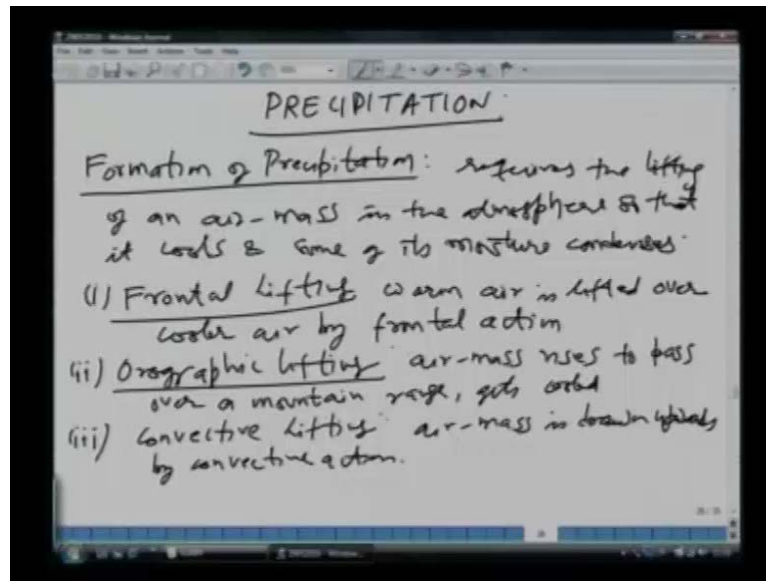 PRECIPITATION
Formation of Precipitation: requires the lifting
of an air-mass in the atmosphere so that
it cools & some of its moisture condenses.
(i) Frontal Lifting warm air is lifted over
cooler air by frontal action
(ii) Orographic lifting air-mass rises to pass
over a mountain range, gets cooled
(iii) Convective Lifting air-mass is drawn upwards
by convective action.